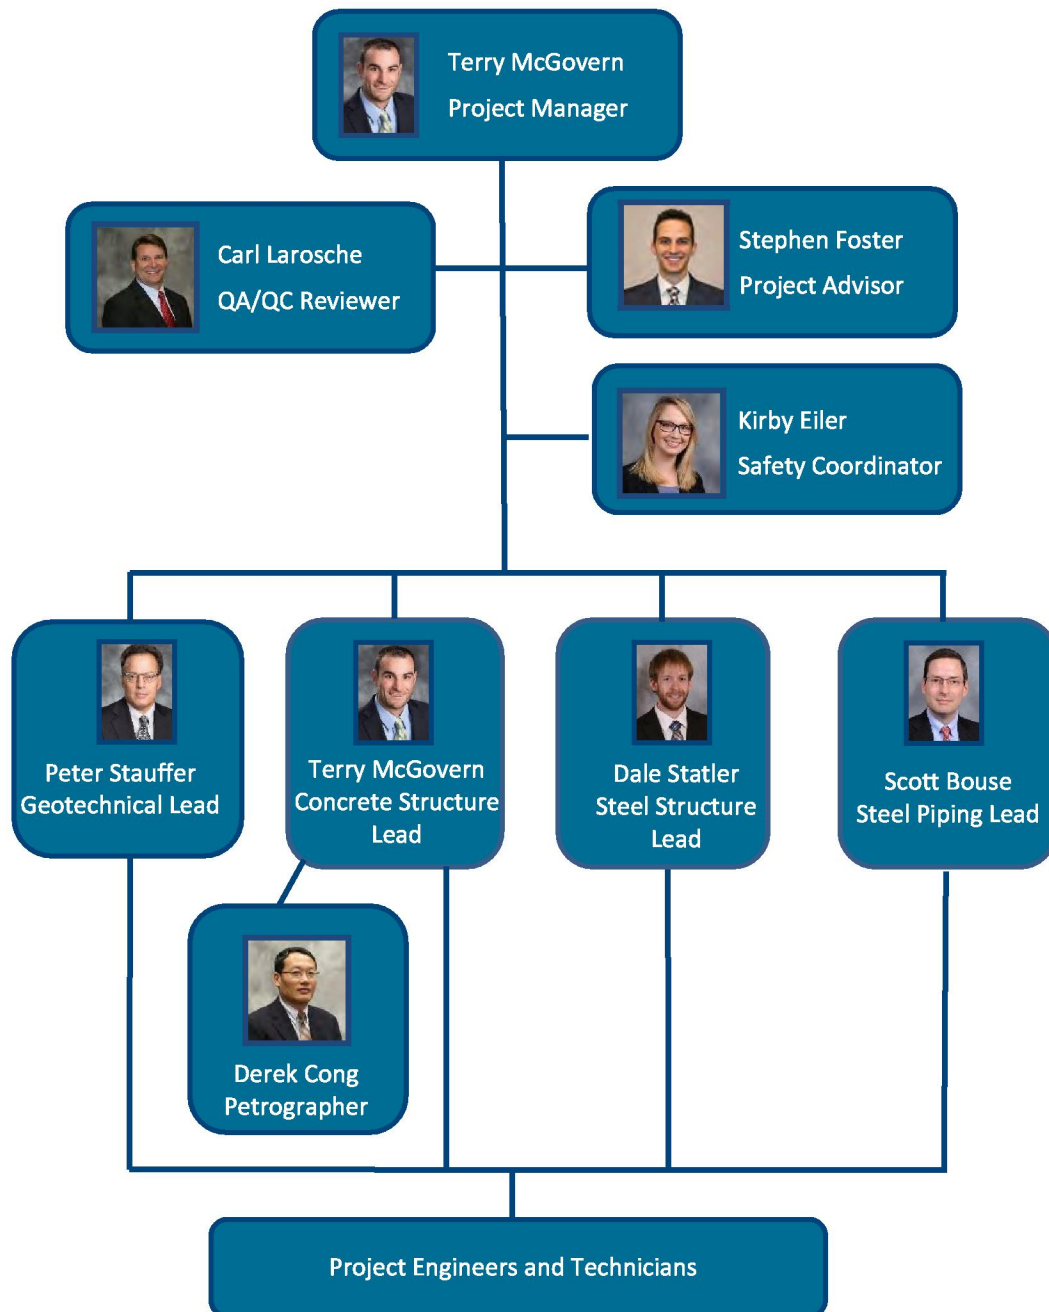 Terry McGovern
Project Manager
Carl Larosche
QA/QC Reviewer
Stephen Foster
Project Advisor
Kirby Eiler
Safety Coordinator
Peter Stauffer
Geotechnical Lead
Terry McGovern
Concrete Structure
Lead
Dale Statler
Steel Structure
Lead
Scott Bouse
Steel Piping Lead
Derek Cong
Petrographer
Project Engineers and Technicians